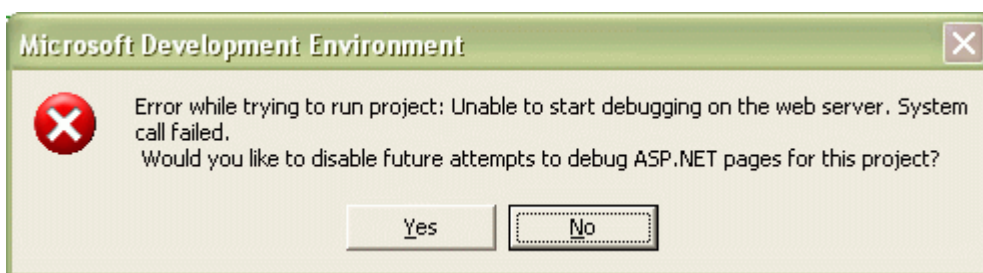 Microsoft Development Environment
Error while trying to run project: Unable to start debugging on the web server. System
call failed.
Would you like to disable future attempts to debug ASP.NET pages for this project?
Yes
No